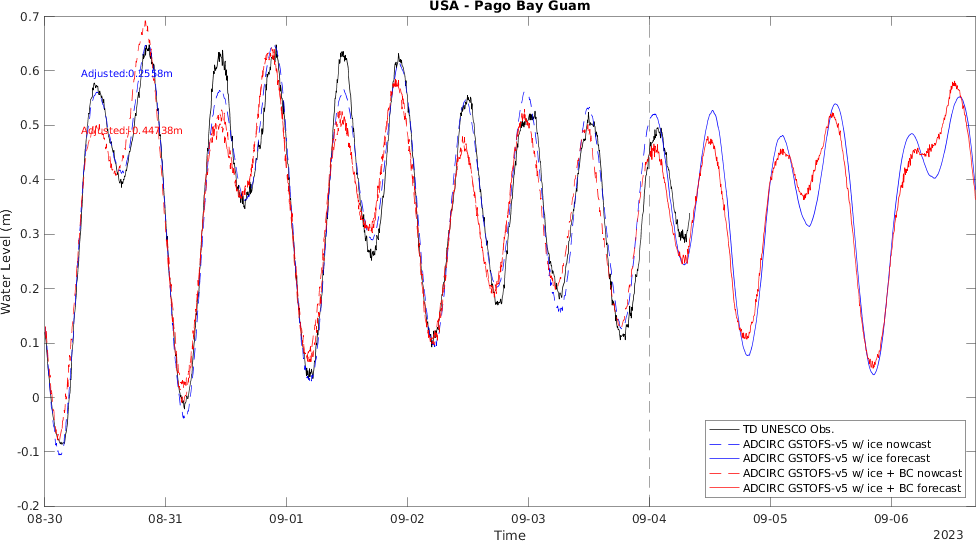 USA - Pago Bay Guam
0.7
0.6
0.5
0.4
0.3
0.2
0.1
0
-0.1
-0.2
Water Level (m)
Adjusted:0.2558m
Adjusted:-0.44738m
TD UNESCO Obs.
ADCIRC GSTOFS-v5 w/ ice nowcast
ADCIRC GSTOFS-v5 w/ ice forecast
ADCIRC GSTOFS-v5 w/ ice + BC nowcast
ADCIRC GSTOFS-v5 w/ ice + BC forecast
08-30 08-31 09-01 09-02 09-03 09-04 09-05 09-06
Time
2023